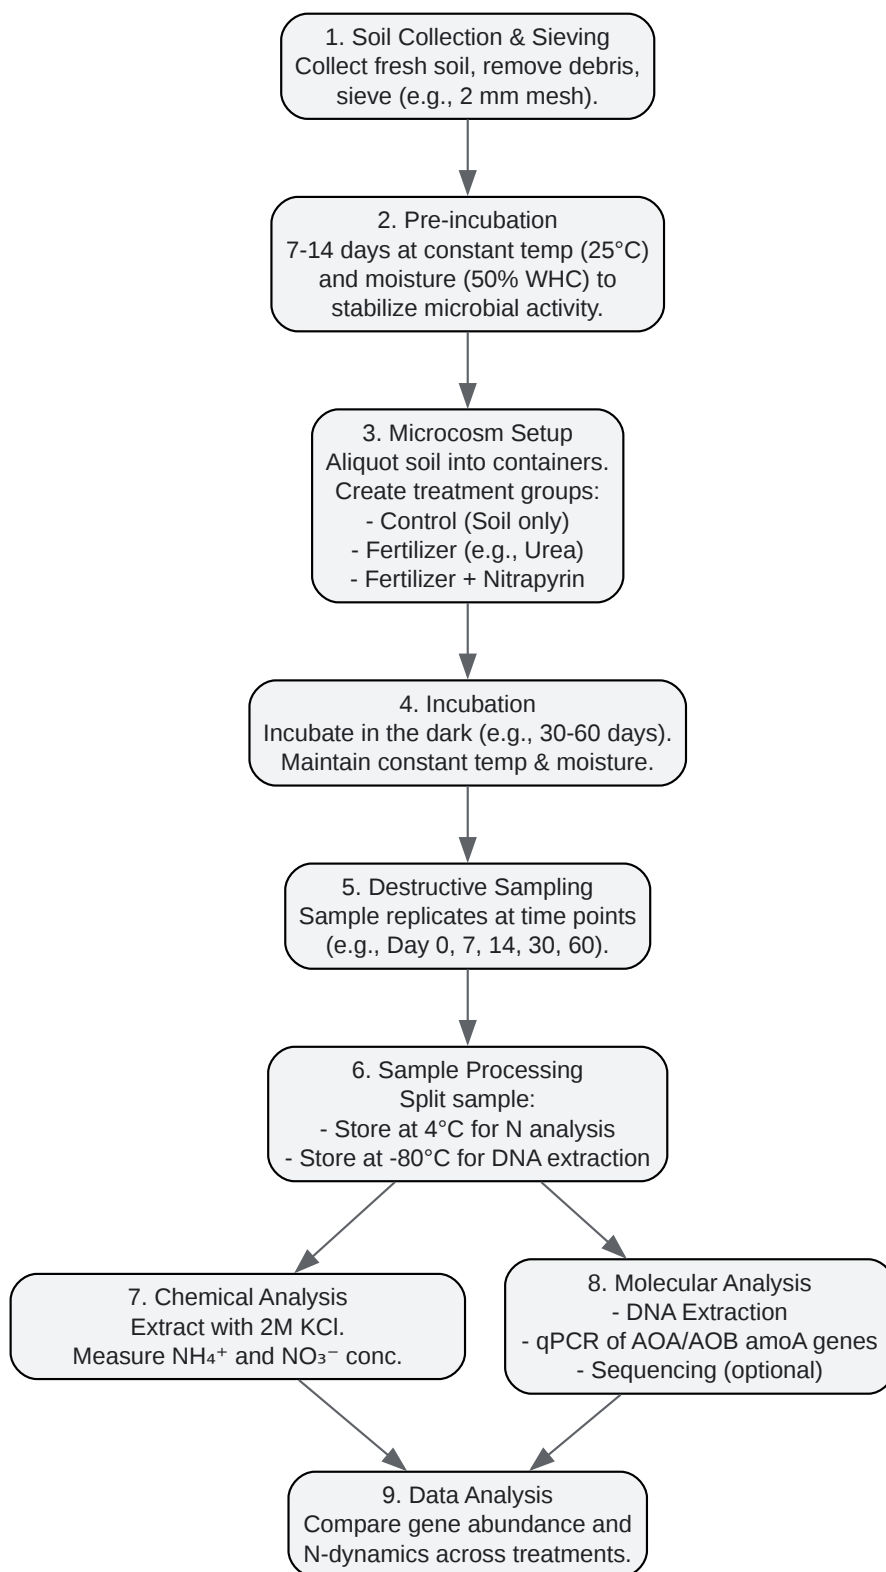 1. Soil Collection & Sieving
Collect fresh soil, remove debris,
sieve (e.g., 2 mm mesh).
2. Pre-incubation
7-14 days at constant temp (25°C)
and moisture (50% WHC) to
stabilize microbial activity.
3. Microcosm Setup
Aliquot soil into containers.
Create treatment groups:
- Control (Soil only)
- Fertilizer (e.g., Urea)
- Fertilizer + Nitrapyrin
4. Incubation
Incubate in the dark (e.g., 30-60 days).
Maintain constant temp & moisture.
5. Destructive Sampling
Sample replicates at time points
(e.g., Day 0, 7, 14, 30, 60).
6. Sample Processing
Split sample:
- Store at 4°C for N analysis
- Store at -80°C for DNA extraction
7. Chemical Analysis
Extract with 2M KCl.
Measure NH₄⁺ and NO₃⁻ conc.
8. Molecular Analysis
- DNA Extraction
- qPCR of AOA/AOB amoA genes
- Sequencing (optional)
9. Data Analysis
Compare gene abundance and
N-dynamics across treatments.